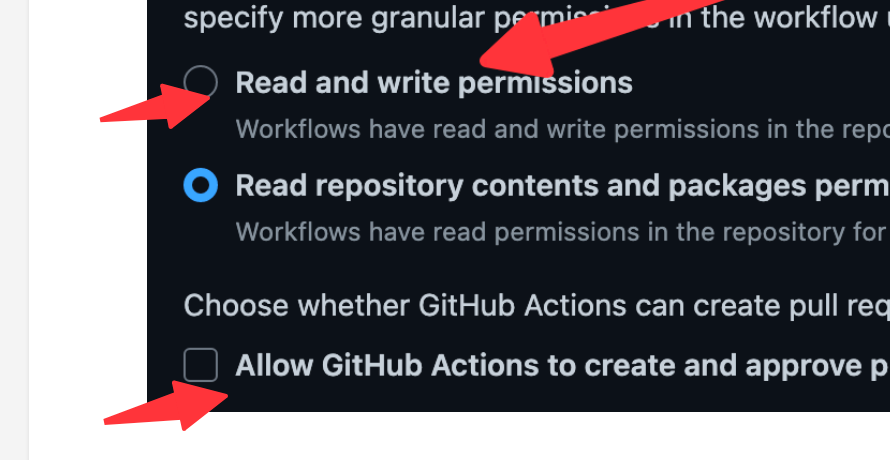 specify more granular permissions in the workflow
Read and write permissions
Workflows have read and write permissions in the repo
Read repository contents and packages perm
Workflows have read permissions in the repository for
Choose whether GitHub Actions can create pull req
Allow GitHub Actions to create and approve p